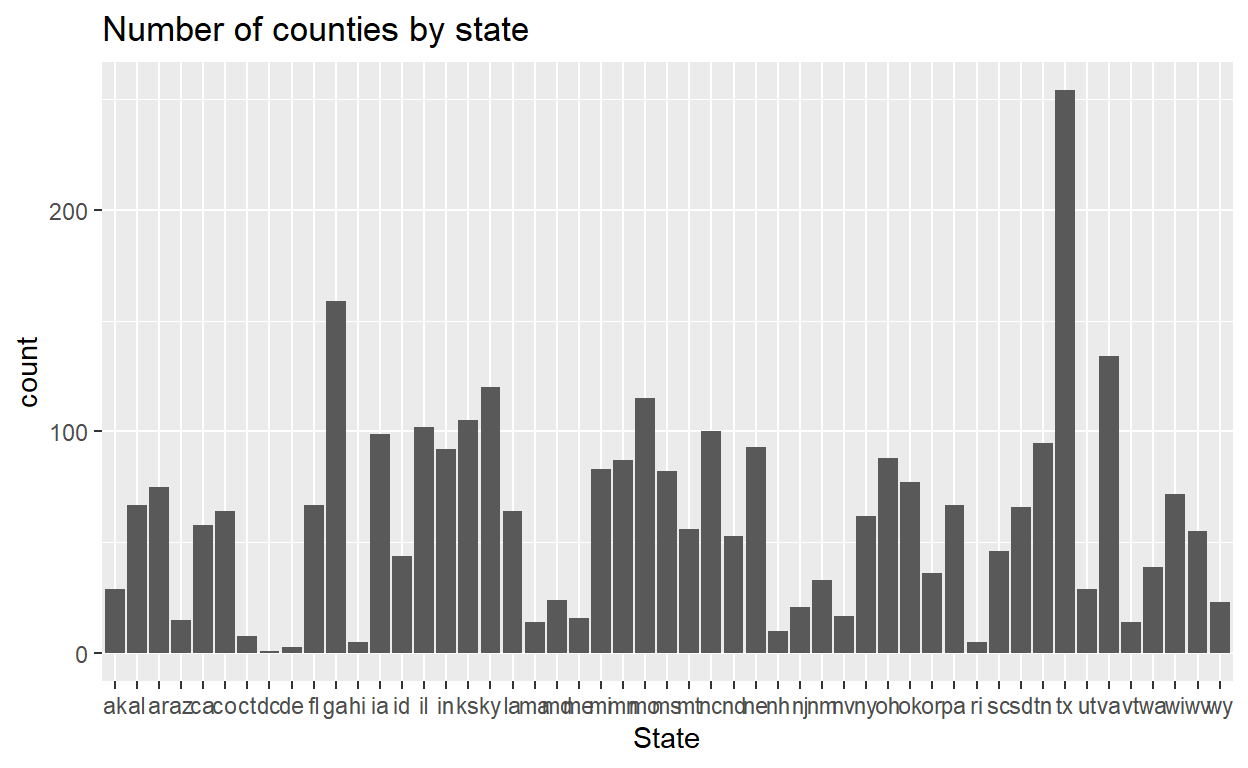 Number of counties by state
count
200
100
0
ak al ar az ca co ct dc de fl ga hi ia id il in ks ky la ma md me mi mn mo ms mt nc nd ne nh nj nm nv ny oh ok or pa ri sc sd tn tx ut va vt wa wi wv wy
State